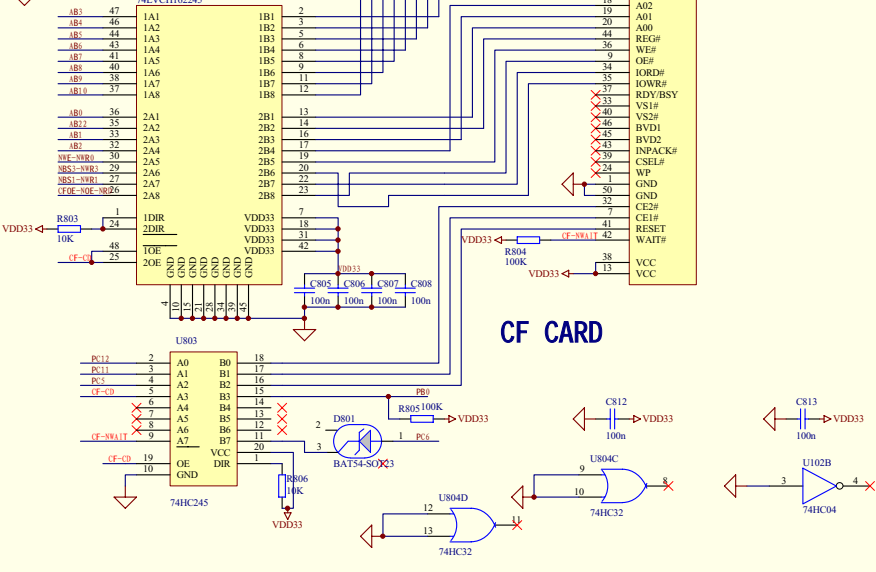 74LVCH162245
AB3 47 1A1 1B1 2
AB4 46 1A2 1B2 3
AB5 44 1A3 1B3 5
AB6 43 1A4 1B4 6
AB7 41 1A5 1B5 8
AB8 40 1A6 1B6 9
AB9 38 1A7 1B7 11
AB10 37 1A8 1B8 12
AB0 36 2A1 2B1 13
AB22 35 2A2 2B2 14
AB1 33 2A3 2B3 16
AB2 32 2A4 2B4 17
NWE-NWR0 30 2A5 2B5 19
NBS3-NWR3 29 2A6 2B6 20
NBS1-NWR1 27 2A7 2B7 22
CFOE-NOE-NRD 26 2A8 2B8 23
VDD33 R803 10K
1 1DIR VDD33 7
24 2DIR VDD33 18
VDD33 31
48 1OE VDD33 42
CF-CD 25 2OE
GND GND GND GND GND GND GND GND
4 10 15 21 28 34 39 45
VDD33
C805 C806 C807 C808
100n 100n 100n 100n
18 A02
19 A01
20 A00
44 REG#
36 WE#
9 OE#
34 IORD#
35 IOWR#
37 RDY/BSY
33 VS1#
40 VS2#
46 BVD1
45 BVD2
43 INPACK#
39 CSEL#
24 WP
1 GND
50 GND
32 CE2#
7 CE1#
41 RESET
VDD33 R804 100K CF-NWAIT 42 WAIT#
38 VCC
VDD33 13 VCC
CF CARD
U803
PC12 2 A0 B0 18
PC11 3 A1 B1 17
PC5 4 A2 B2 16
CF-CD 5 A3 B3 15 PB0
6 A4 B4 14
7 A5 B5 13
8 A6 B6 12
CF-NWAIT 9 A7 B7 11
VCC 20
CF-CD 19 OE DIR 1
10 GND
74HC245
R806
10K
VDD33
R805 100K VDD33
D801
2
3 1 PC6
BAT54-SOT23
C812
VDD33
100n
C813
VDD33
100n
U804C
9
10 8
74HC32
U804D
12
13 11
74HC32
U102B
3 4
74HC04